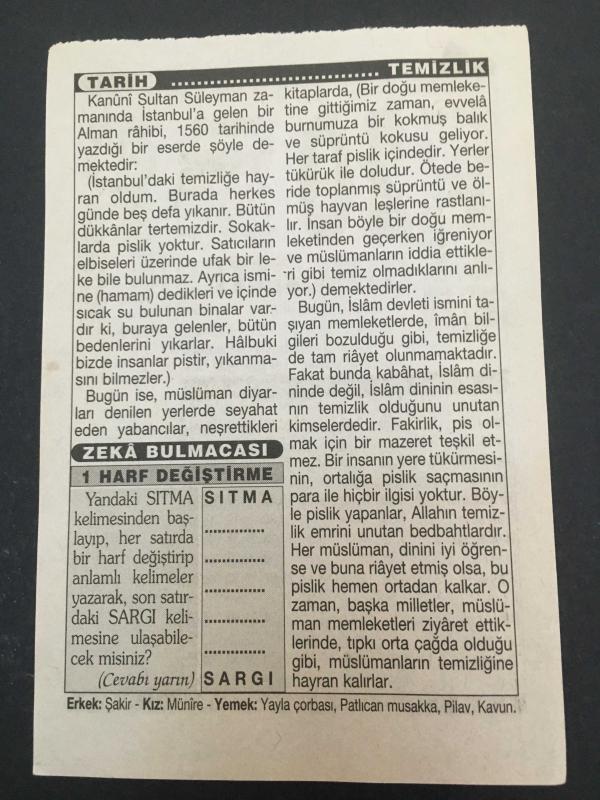 TARİH .............................. TEMİZLİK
Kanûnî Sultan Süleyman za-
manında İstanbul'a gelen bir
Alman râhibi, 1560 tarihinde
yazdığı bir eserde şöyle de-
mektedir:
(İstanbul'daki temizliğe hay-
ran oldum. Burada herkes
günde beş defa yıkanır. Bütün
dükkânlar tertemizdir. Sokak-
larda pislik yoktur. Satıcıların
elbiseleri üzerinde ufak bir le-
ke bile bulunmaz. Ayrıca ismi-
ne (hamam) dedikleri ve içinde
sıcak su bulunan binalar var-
dır ki, buraya gelenler, bütün
bedenlerini yıkarlar. Hâlbuki
bizde insanlar pistir, yıkanma-
sını bilmezler.)
Bugün ise, müslüman diyar-
ları denilen yerlerde seyahat
eden yabancılar, neşrettikleri
kitaplarda, (Bir doğu memleke-
tine gittiğimiz zaman, evvelâ
burnumuza bir kokmuş balık
ve süprüntü kokusu geliyor.
Her taraf pislik içindedir. Yerler
tükürük ile doludur. Ötede be-
ride toplanmış süprüntü ve öl-
müş hayvan leşlerine rastlanı-
lır. İnsan böyle bir doğu mem-
leketinden geçerken iğreniyor
ve müslümanların iddia ettikle-
ri gibi temiz olmadıklarını anlı-
yor.) demektedirler.
Bugün, İslâm devleti ismini ta-
şıyan memleketlerde, îmân bil-
gileri bozulduğu gibi, temizliğe
de tam riâyet olunmamaktadır.
Fakat bunda kabâhat, İslâm di-
ninde değil, İslâm dininin esası-
nın temizlik olduğunu unutan
kimselerdedir. Fakirlik, pis ol-
mak için bir mazeret teşkil et-
mez. Bir insanın yere tükürmesi-
nin, ortalığa pislik saçmasının
para ile hiçbir ilgisi yoktur. Böy-
le pislik yapanlar, Allahın temiz-
lik emrini unutan bedbahtlardır.
Her müslüman, dinini iyi öğren-
se ve buna riâyet etmiş olsa, bu
pislik hemen ortadan kalkar. O
zaman, başka milletler, müslü-
man memleketleri ziyâret ettik-
lerinde, tıpkı orta çağda olduğu
gibi, müslümanların temizliğine
hayran kalırlar.
ZEKÂ BULMACASI
1 HARF DEĞİŞTİRME
Yandaki SITMA
kelimesinden baş-
layıp, her satırda
bir harf değiştirip
anlamlı kelimeler
yazarak, son satır-
daki SARGI keli-
mesine ulaşabile-
cek misiniz?
(Cevabı yarın)
SITMA
..............
..............
..............
..............
..............
SARGI
Erkek: Şakir - Kız: Münîre - Yemek: Yayla çorbası, Patlıcan musakka, Pilav, Kavun.